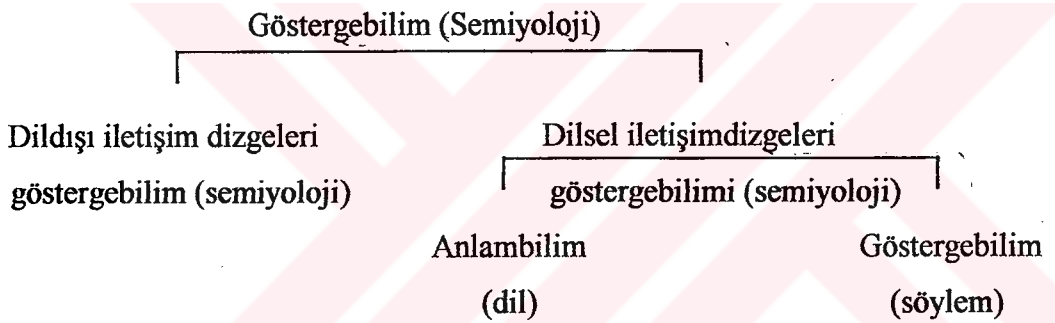 Göstergebilim (Semiyoloji)
Dildışı iletişim dizgeleri
göstergebilim (semiyoloji)
Dilsel iletişimdizgeleri
göstergebilimi (semiyoloji)
Anlambilim
(dil)
Göstergebilim
(söylem)